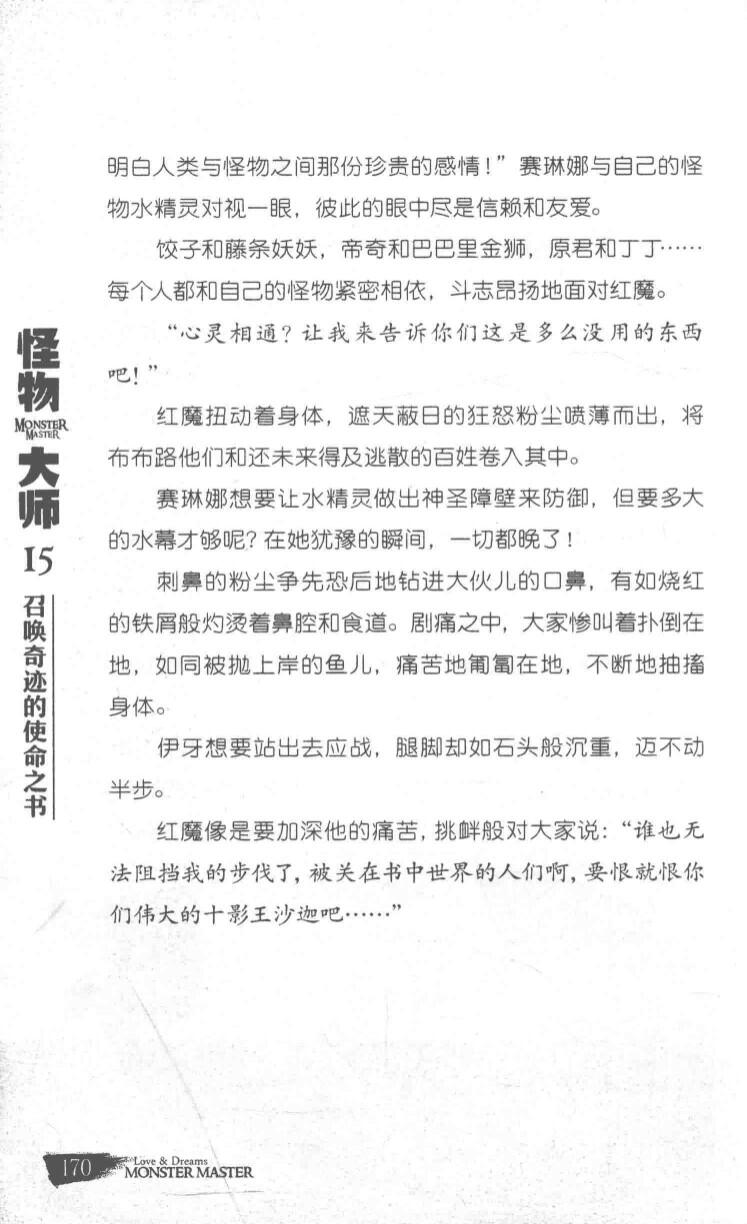 明白人类与怪物之间那份珍贵的感情！”赛琳娜与自己的怪
物水精灵对视一眼，彼此的眼中尽是信赖和友爱。
饺子和藤条妖妖，帝奇和巴巴里金狮，原君和丁丁……
每个人都和自己的怪物紧密相依，斗志昂扬地面对红魔。
“心灵相通？让我来告诉你们这是多么没用的东西
吧！”
红魔扭动着身体，遮天蔽日的狂怒粉尘喷薄而出，将
布布路他们和还未来得及逃散的百姓卷入其中。
赛琳娜想要让水精灵做出神圣障壁来防御，但要多大
的水幕才够呢？在她犹豫的瞬间，一切都晚了！
刺鼻的粉尘争先恐后地钻进大伙儿的口鼻，有如烧红
的铁屑般灼烫着鼻腔和食道。剧痛之中，大家惨叫着扑倒在
地，如同被抛上岸的鱼儿，痛苦地匍匐在地，不断地抽搐
身体。
伊牙想要站出去应战，腿脚却如石头般沉重，迈不动
半步。
红魔像是要加深他的痛苦，挑衅般对大家说：“谁也无
法阻挡我的步伐了，被关在书中世界的人们啊，要恨就恨你
们伟大的十影王沙迦吧……”
怪物
MONSTER
MASTER
大师
15
召唤奇迹的使命之书
170
Love & Dreams
MONSTER MASTER